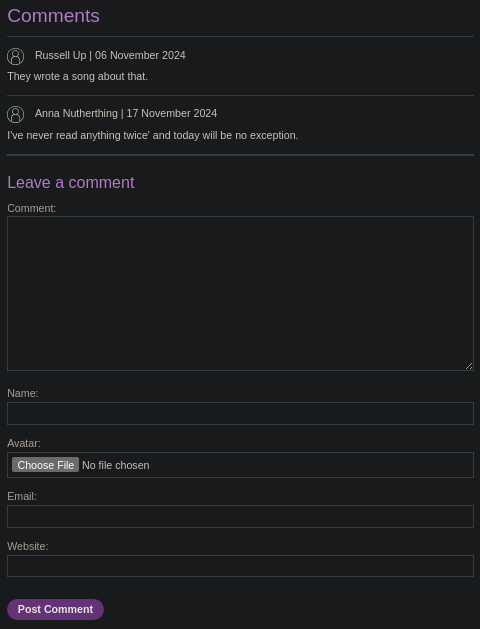 Comments
Russell Up | 06 November 2024
They wrote a song about that.
Anna Nutherthing | 17 November 2024
I've never read anything twice' and today will be no exception.
Leave a comment
Comment:
Name:
Avatar:
Choose File No file chosen
Email:
Website:
Post Comment